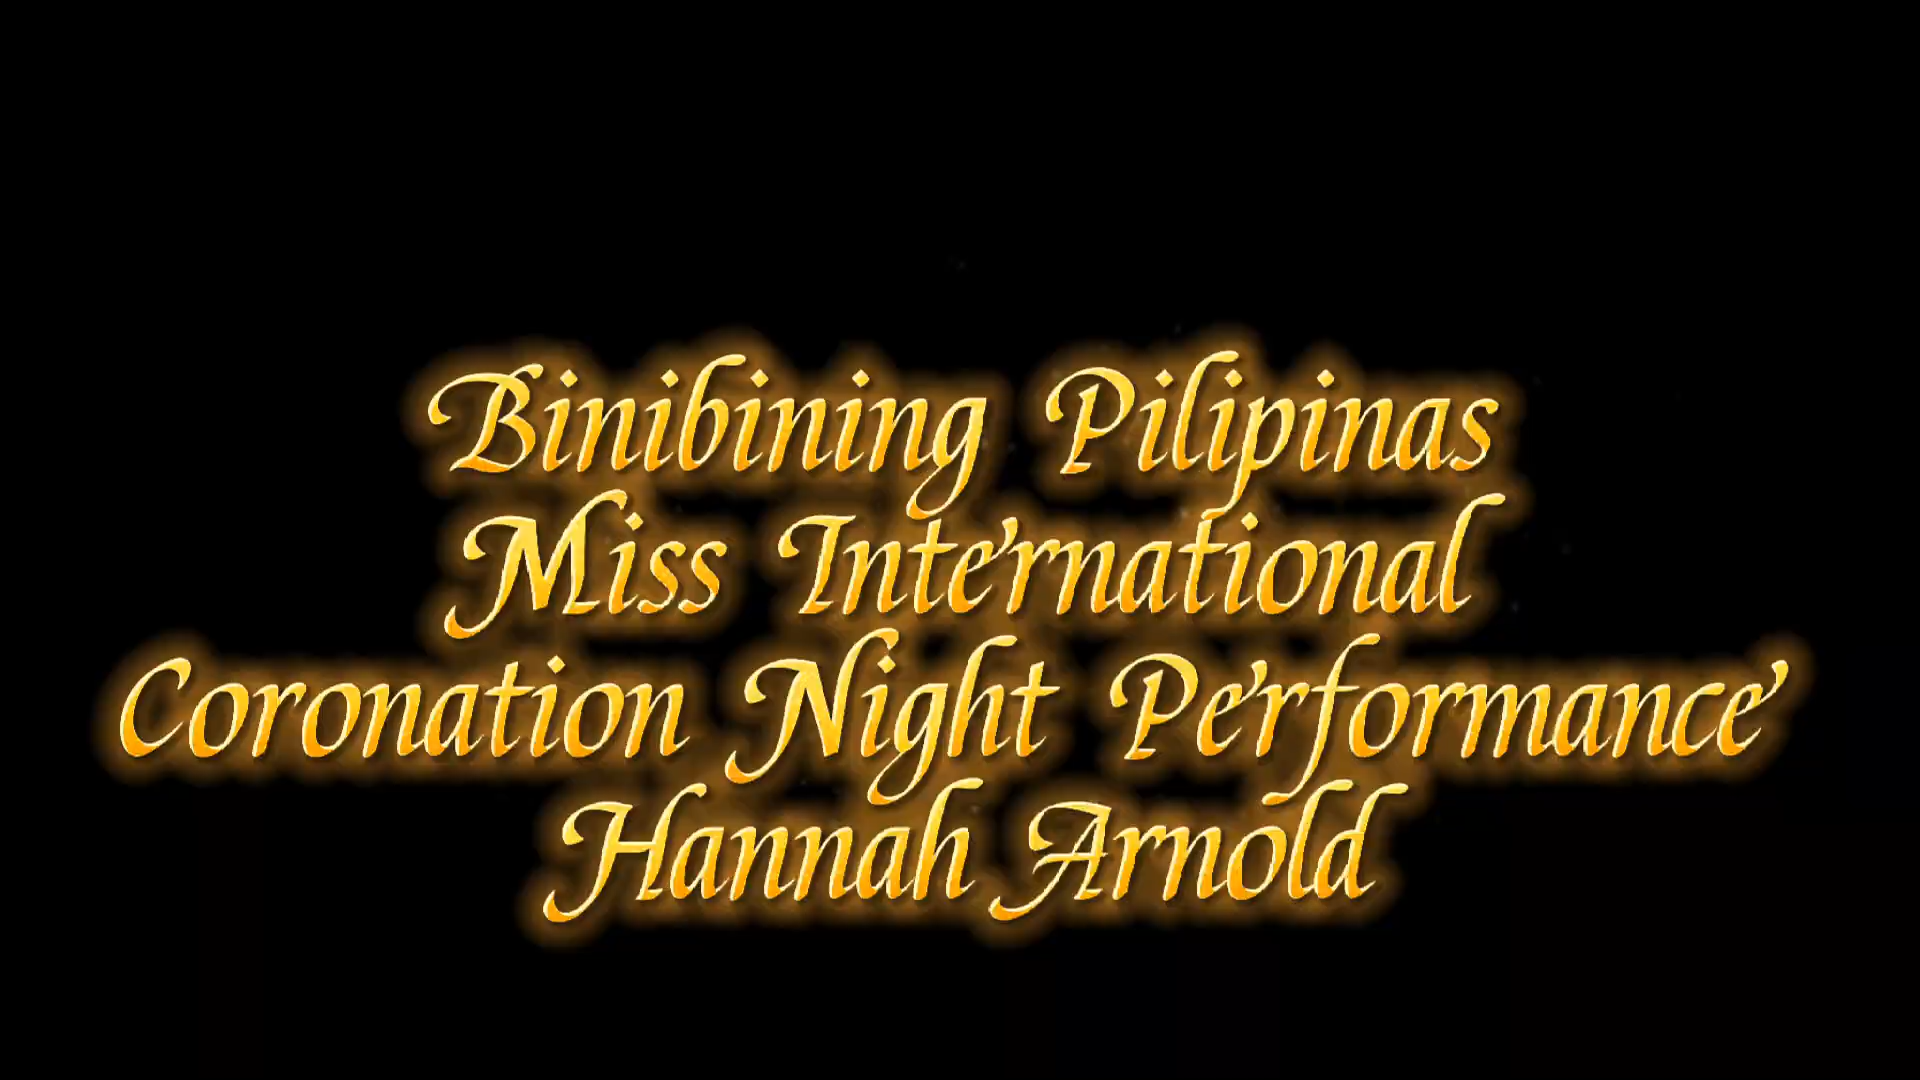 Binibining Pilipinas
Miss International
Coronation Night Performance
Hannah Arnold